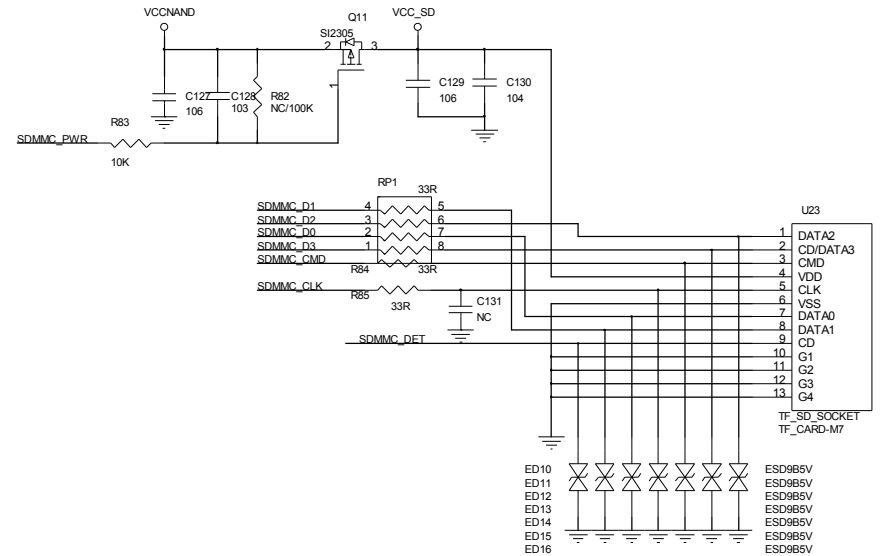 VCCNAND
Q11
VCC_SD
SI2305
2
3
1
C127
106
C128
103
R82
NC/100K
C129
106
C130
104
R83
SDMMC_PWR
10K
RP1
33R
SDMMC_D1 4 5
SDMMC_D2 3 6
SDMMC_D0 2 7
SDMMC_D3 1 8
SDMMC_CMD
R84 33R
SDMMC_CLK
R85
33R
C131
NC
SDMMC_DET
U23
1 DATA2
2 CD/DATA3
3 CMD
4 VDD
5 CLK
6 VSS
7 DATA0
8 DATA1
9 CD
10 G1
11 G2
12 G3
13 G4
TF_SD_SOCKET
TF_CARD-M7
ED10 ESD9B5V
ED11 ESD9B5V
ED12 ESD9B5V
ED13 ESD9B5V
ED14 ESD9B5V
ED15 ESD9B5V
ED16 ESD9B5V